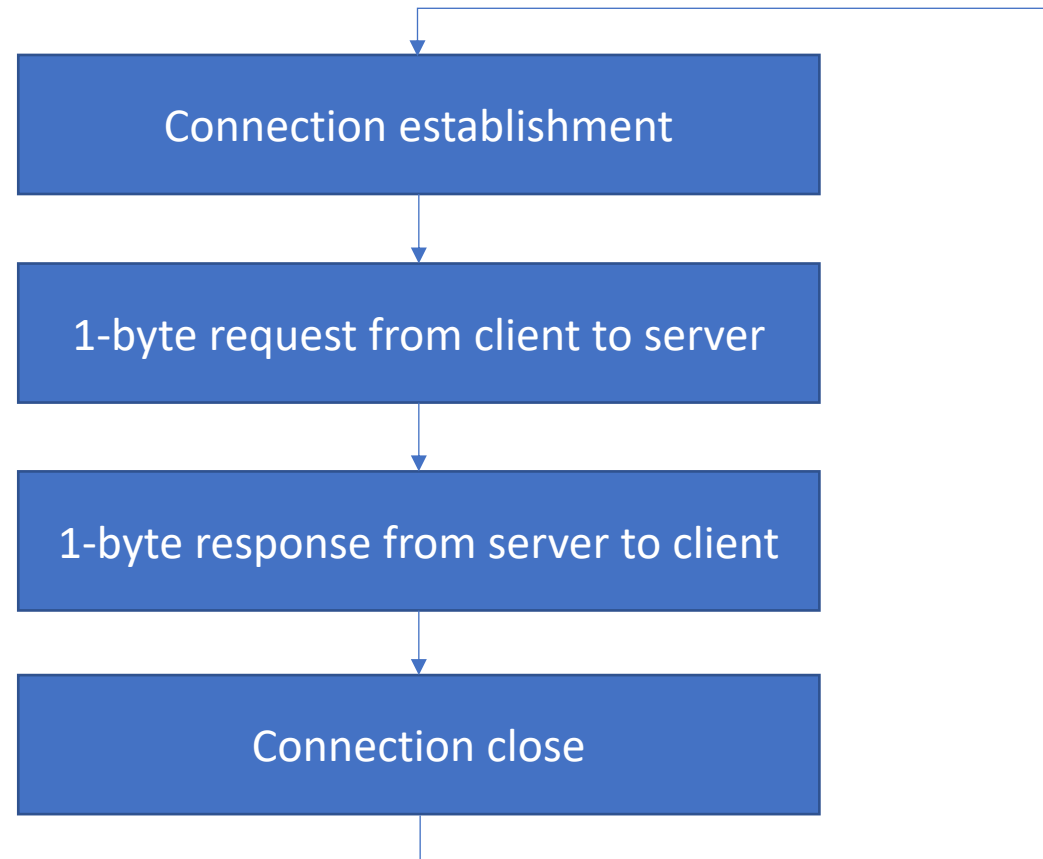 Connection establishment
1-byte request from client to server
1-byte response from server to client
Connection close